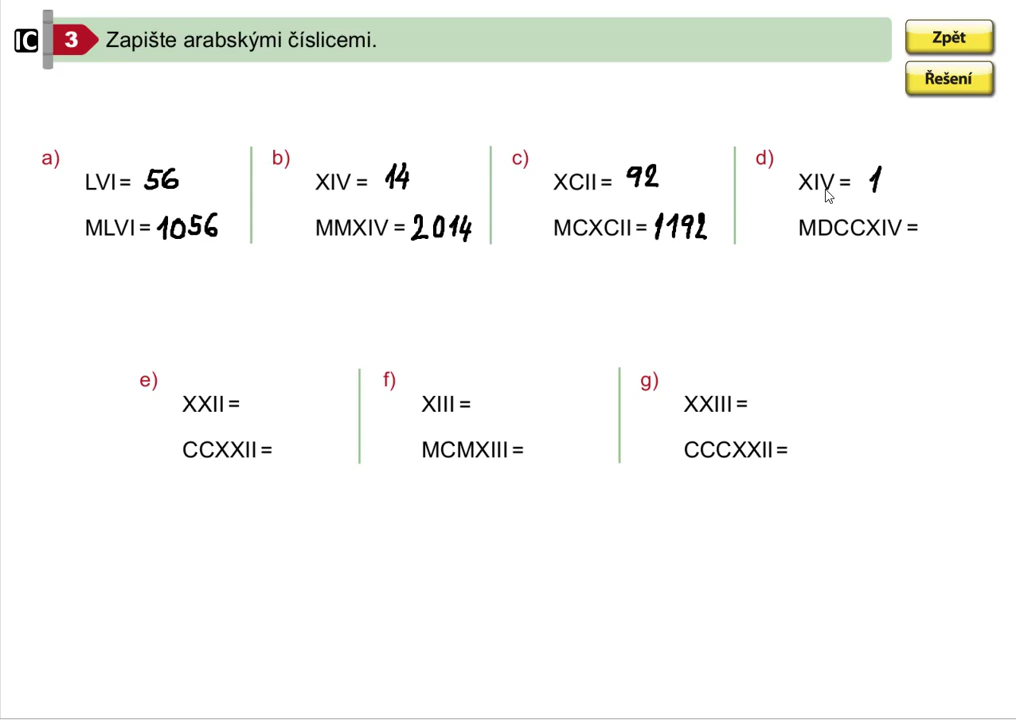 IC 3 Zapište arabskými číslicemi.
Zpět
Řešení
a)
LVI = 56
MLVI = 1056
b)
XIV = 14
MMXIV = 2014
c)
XCII = 92
MCXCII = 1192
d)
XIV = 1
MDCCXIV =
e)
XXII =
CCXXII =
f)
XIII =
MCMXIII =
g)
XXIII =
CCCXXII =